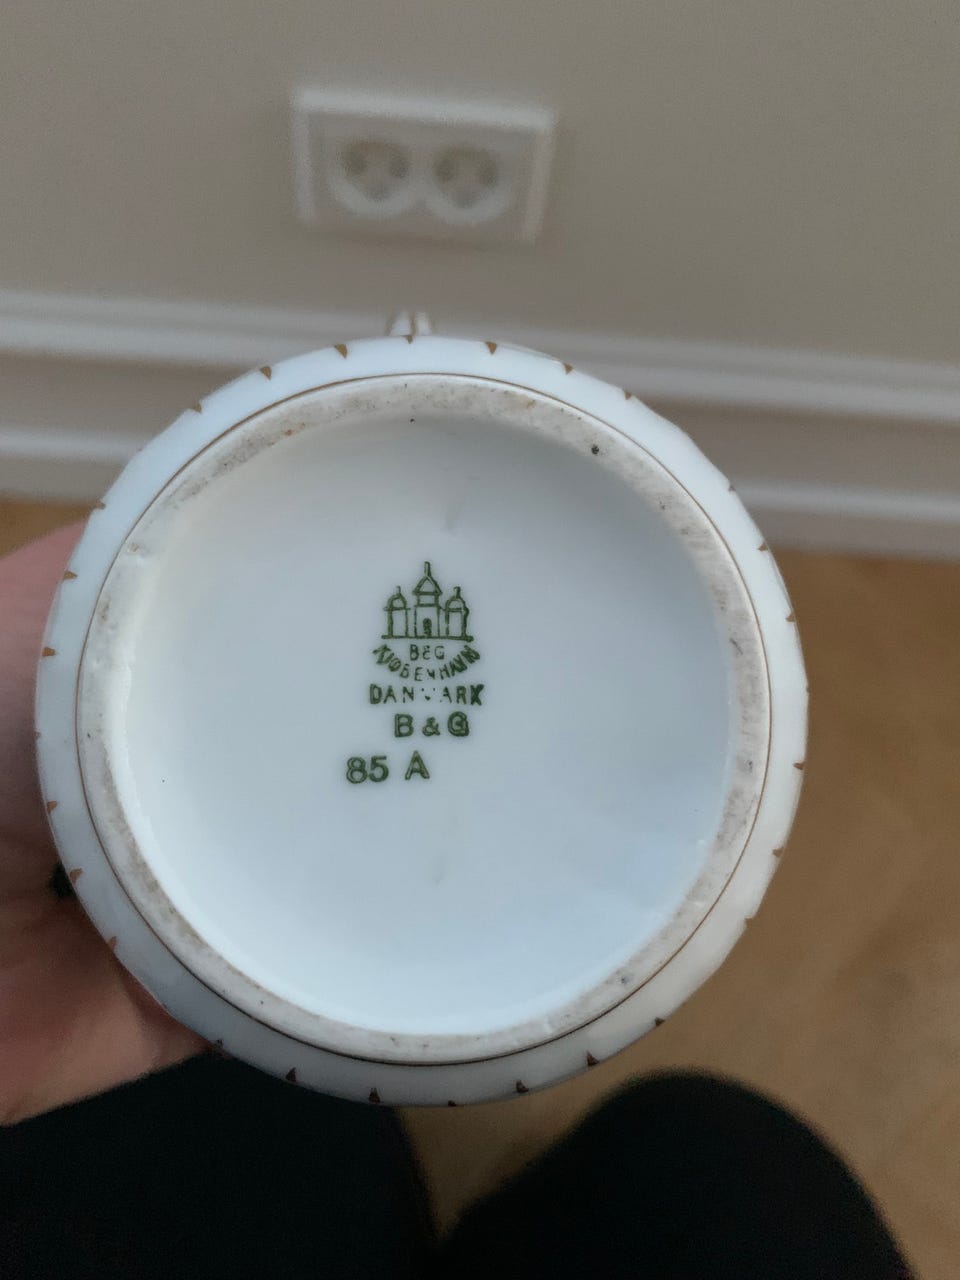 B&G
KJØBENHAVN
DANMARK
B & G
85 A